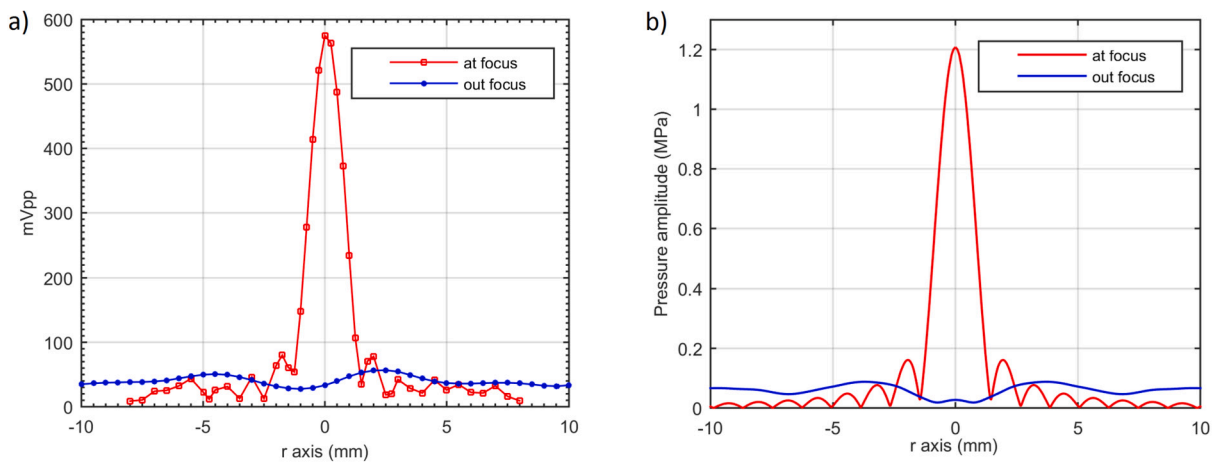 a)
600
500
400
300
200
100
0
mVpp
at focus
out focus
-10
-5
0
5
10
r axis (mm)
b)
1.2
1
0.8
0.6
0.4
0.2
0
Pressure amplitude (MPa)
at focus
out focus
-10
-5
0
5
10
r axis (mm)